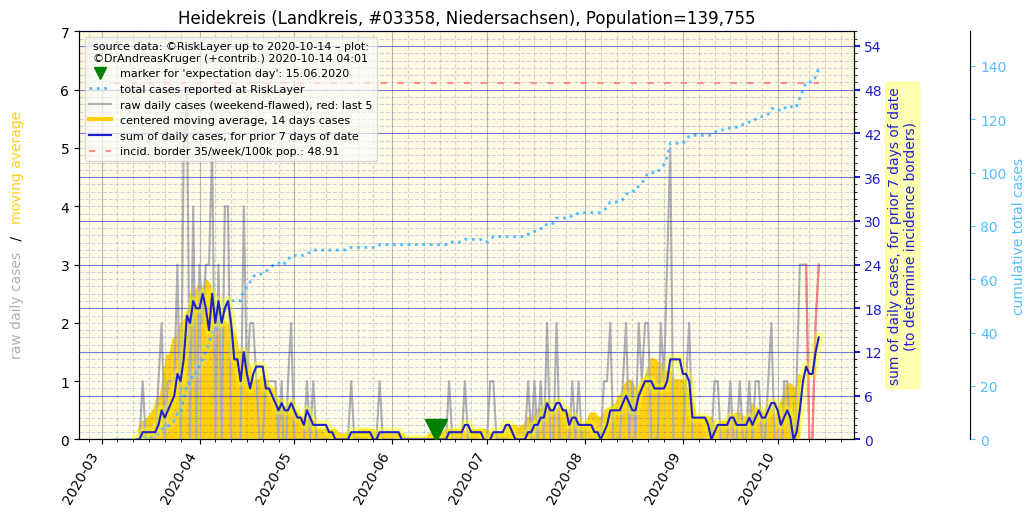 Heidekreis (Landkreis, #03358, Niedersachsen), Population=139,755
source data: ©RiskLayer up to 2020-10-14 – plot:
©DrAndreasKruger (+contrib.) 2020-10-14 04:01
marker for 'expectation day': 15.06.2020
total cases reported at RiskLayer
raw daily cases (weekend-flawed), red: last 5
centered moving average, 14 days cases
sum of daily cases, for prior 7 days of date
incid. border 35/week/100k pop.: 48.91
raw daily cases / moving average
7
6
5
4
3
2
1
0
2020-03
2020-04
2020-05
2020-06
2020-07
2020-08
2020-09
2020-10
54
48
42
36
30
24
18
12
6
0
sum of daily cases, for prior 7 days of date
(to determine incidence borders)
140
120
100
80
60
40
20
0
cumulative total cases